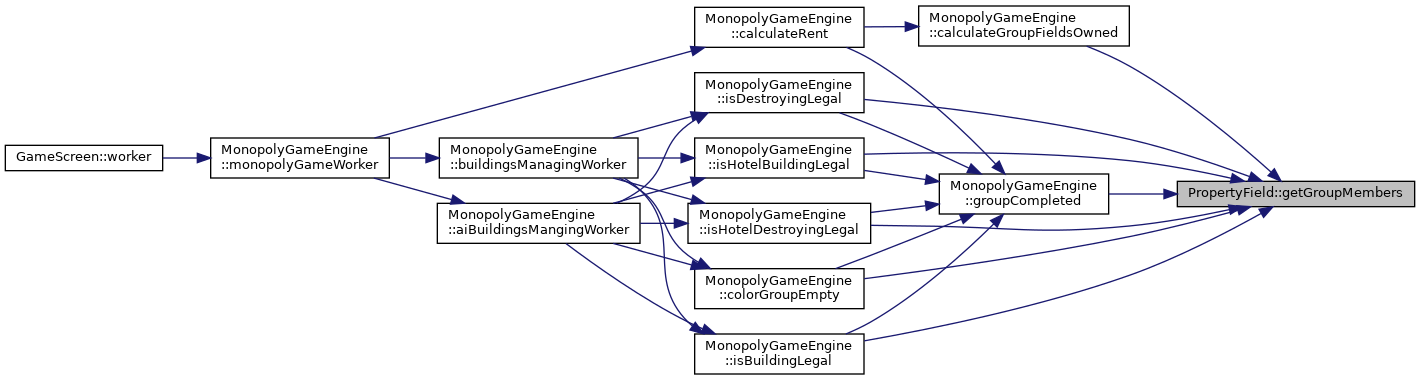 GameScreen::worker
MonopolyGameEngine
::monopolyGameWorker
MonopolyGameEngine
::buildingsManagingWorker
MonopolyGameEngine
::aiBuildingsMangingWorker
MonopolyGameEngine
::calculateRent
MonopolyGameEngine
::isDestroyingLegal
MonopolyGameEngine
::isHotelBuildingLegal
MonopolyGameEngine
::isHotelDestroyingLegal
MonopolyGameEngine
::colorGroupEmpty
MonopolyGameEngine
::isBuildingLegal
MonopolyGameEngine
::calculateGroupFieldsOwned
MonopolyGameEngine
::groupCompleted
PropertyField::getGroupMembers